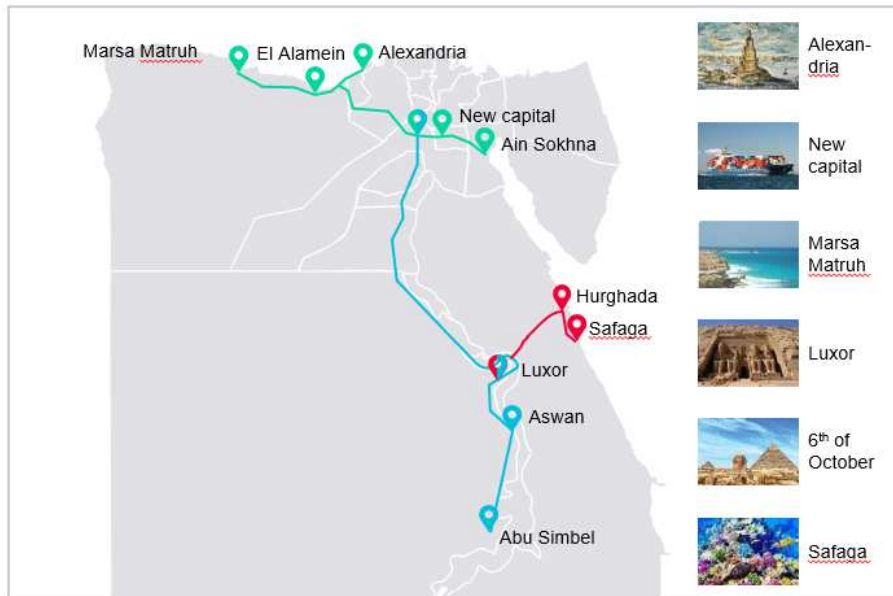 Marsa Matruh
El Alamein
Alexandria
New capital
Ain Sokhna
Hurghada
Safaga
Luxor
Aswan
Abu Simbel
Alexan-
dria
New
capital
Marsa
Matruh
Luxor
6th of
October
Safaga